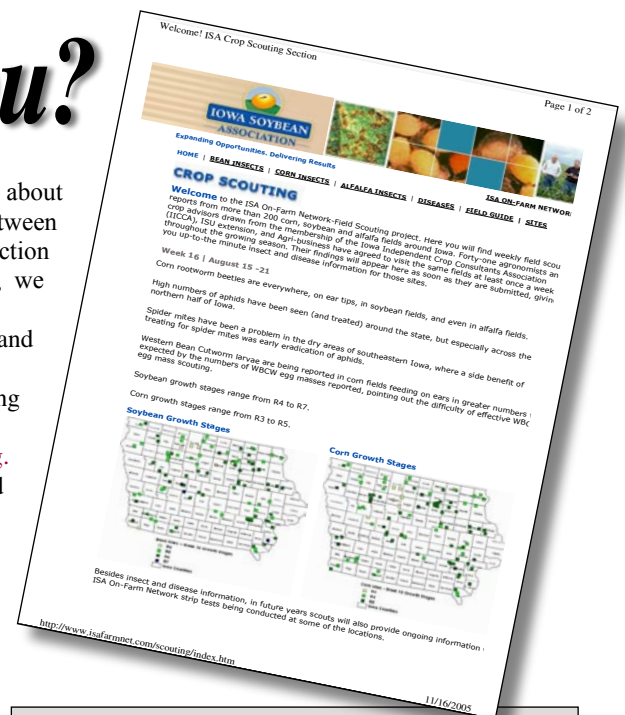 u?
about
tween
ction
we
and
ng
g.
d
Welcome! ISA Crop Scouting Section
Page 1 of 2
IOWA SOYBEAN
ASSOCIATION
Expanding Opportunities. Delivering Results
ISA ON-FARM NETWOR
HOME | BEAN INSECTS | CORN INSECTS | ALFALFA INSECTS | DISEASES | FIELD GUIDE | SITES
CROP SCOUTING
Welcome to the ISA On-Farm Network-Field Scouting project. Here you will find weekly field scou
reports from more than 200 corn, soybean and alfalfa fields around Iowa. Forty-one agronomists an
crop advisors drawn from the membership of the Iowa Independent Crop Consultants Association
(IICCA), ISU extension, and Agri-business have agreed to visit the same fields at least once a week
throughout the growing season. Their findings will appear here as soon as they are submitted, givin
you up-to-the minute insect and disease information for those sites.
Week 16 | August 15 -21
Corn rootworm beetles are everywhere, on ear tips, in soybean fields, and even in alfalfa fields.
High numbers of aphids have been seen (and treated) around the state, but especially across the
northern half of Iowa.
Spider mites have been a problem in the dry areas of southeastern Iowa, where a side benefit of
treating for spider mites was early eradication of aphids.
Western Bean Cutworm larvae are being reported in corn fields feeding on ears in greater numbers
expected by the numbers of WBCW egg masses reported, pointing out the difficulty of effective WBC
egg mass scouting.
Soybean growth stages range from R4 to R7.
Corn growth stages range from R3 to R5.
Soybean Growth Stages
Corn Growth Stages
Besides insect and disease information, in future years scouts will also provide ongoing information
ISA On-Farm Network strip tests being conducted at some of the locations.
http://www.isafarmnet.com/scouting/index.htm
11/16/2005